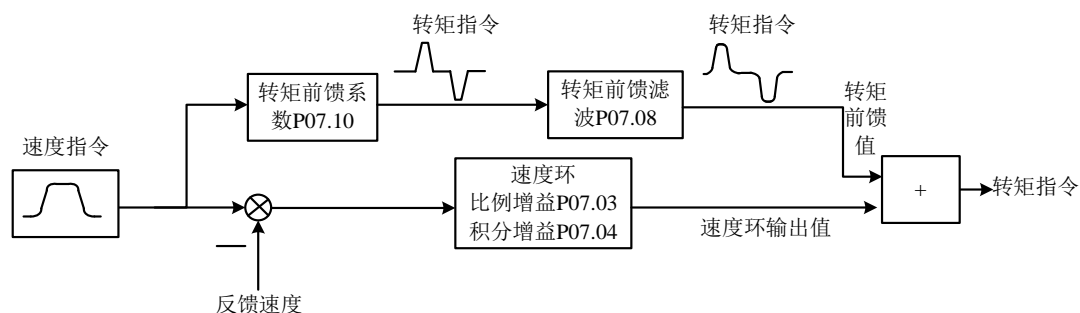 转矩指令
转矩指令
转矩前馈系
数P07.10
转矩前馈滤
波P07.08
转矩
前馈
值
速度指令
速度环
比例增益P07.03
积分增益P07.04
+
转矩指令
速度环输出值
反馈速度